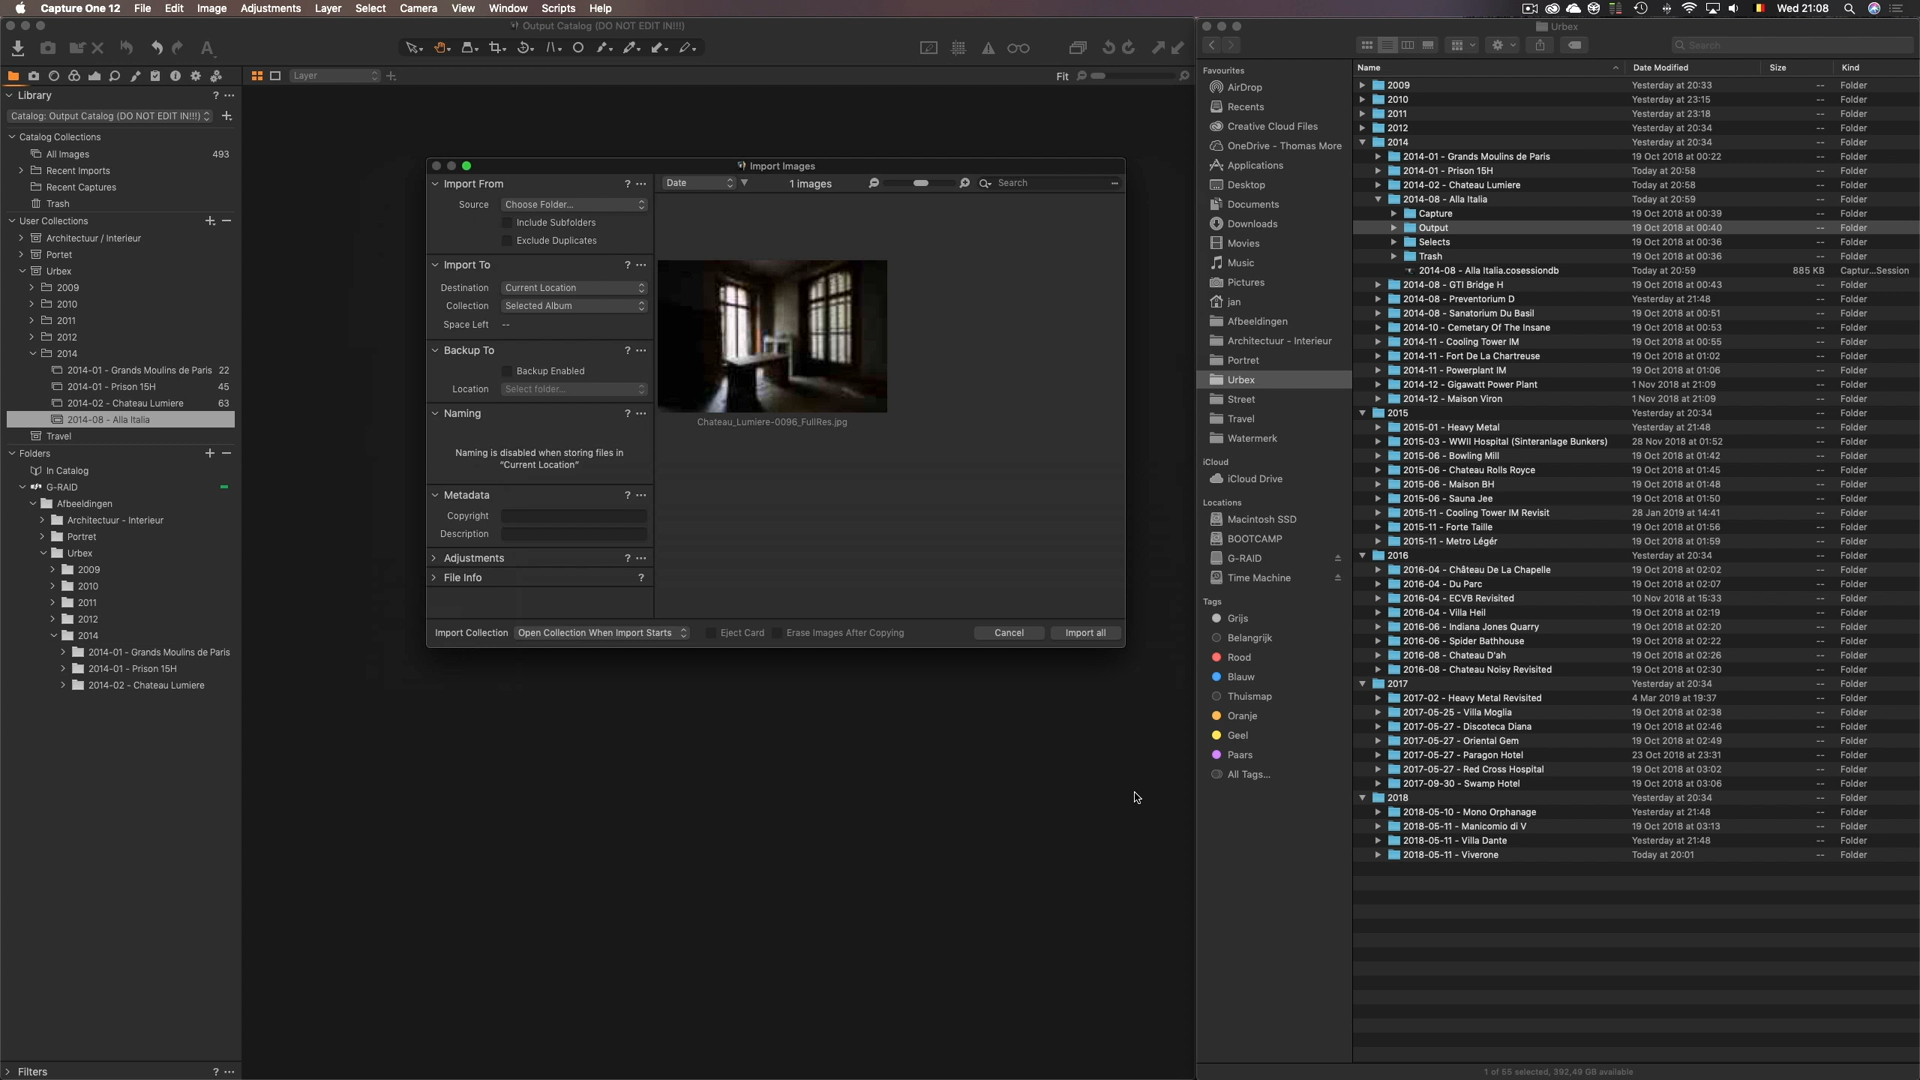 Capture One 12 File Edit Image Adjustments Layer Select Camera View Window Scripts Help
Wed 21:08
Output Catalog (DO NOT EDIT IN!!!)
Layer
Fit
Library
Catalog: Output Catalog (DO NOT EDIT IN!!!)
Catalog Collections
All Images 493
Recent Imports
Recent Captures
Trash
User Collections
Architectuur / Interieur
Portet
Urbex
2009
2010
2011
2012
2014
2014-01 - Grands Moulins de Paris 22
2014-01 - Prison 15H 45
2014-02 - Chateau Lumiere 63
2014-08 - Alla Italia
Travel
Folders
In Catalog
G-RAID
Afbeeldingen
Architectuur - Interieur
Portret
Urbex
2009
2010
2011
2012
2014
2014-01 - Grands Moulins de Paris
2014-01 - Prison 15H
2014-02 - Chateau Lumiere
Filters ? ...
Import Images
Import From ? ...
Source Choose Folder...
Include Subfolders
Exclude Duplicates
Import To ? ...
Destination Current Location
Collection Selected Album
Space Left --
Backup To ? ...
Backup Enabled
Location Select folder...
Naming ? ...
Naming is disabled when storing files in
"Current Location"
Metadata ? ...
Copyright
Description
Adjustments ? ...
File Info ?
Date 1 images Search
Chateau_Lumiere-0096_FullRes.jpg
Import Collection Open Collection When Import Starts Eject Card Erase Images After Copying Cancel Import all
Urbex
Search
Favourites
AirDrop
Recents
Creative Cloud Files
OneDrive - Thomas More
Applications
Desktop
Documents
Downloads
Movies
Music
Pictures
jan
Afbeeldingen
Architectuur - Interieur
Portret
Urbex
Street
Travel
Watermerk
iCloud
iCloud Drive
Locations
Macintosh SSD
BOOTCAMP
G-RAID
Time Machine
Tags
Grijs
Belangrijk
Rood
Blauw
Thuismap
Oranje
Geel
Paars
All Tags...
Name Date Modified Size Kind
2009 Yesterday at 20:33 -- Folder
2010 Yesterday at 23:15 -- Folder
2011 Yesterday at 23:18 -- Folder
2012 Yesterday at 20:34 -- Folder
2014 Yesterday at 20:34 -- Folder
2014-01 - Grands Moulins de Paris 19 Oct 2018 at 00:22 -- Folder
2014-01 - Prison 15H Today at 20:58 -- Folder
2014-02 - Chateau Lumiere Today at 20:58 -- Folder
2014-08 - Alla Italia Today at 20:59 -- Folder
Capture 19 Oct 2018 at 00:39 -- Folder
Output 19 Oct 2018 at 00:40 -- Folder
Selects 19 Oct 2018 at 00:36 -- Folder
Trash 19 Oct 2018 at 00:36 -- Folder
2014-08 - Alla Italia.cosessiondb Today at 20:59 885 KB Captur...Session
2014-08 - GTI Bridge H 19 Oct 2018 at 00:43 -- Folder
2014-08 - Preventorium D Yesterday at 21:48 -- Folder
2014-08 - Sanatorium Du Basil 19 Oct 2018 at 00:51 -- Folder
2014-10 - Cemetary Of The Insane 19 Oct 2018 at 00:53 -- Folder
2014-11 - Cooling Tower IM 19 Oct 2018 at 00:55 -- Folder
2014-11 - Fort De La Chartreuse 19 Oct 2018 at 01:02 -- Folder
2014-11 - Powerplant IM 19 Oct 2018 at 01:06 -- Folder
2014-12 - Gigawatt Power Plant 1 Nov 2018 at 21:09 -- Folder
2014-12 - Maison Viron 1 Nov 2018 at 21:09 -- Folder
2015 Yesterday at 20:34 -- Folder
2015-01 - Heavy Metal Yesterday at 21:48 -- Folder
2015-03 - WWII Hospital (Sinteranlage Bunkers) 28 Nov 2018 at 01:52 -- Folder
2015-06 - Bowling Mill 19 Oct 2018 at 01:42 -- Folder
2015-06 - Chateau Rolls Royce 19 Oct 2018 at 01:45 -- Folder
2015-06 - Maison BH 19 Oct 2018 at 01:48 -- Folder
2015-06 - Sauna Jee 19 Oct 2018 at 01:50 -- Folder
2015-11 - Cooling Tower IM Revisit 28 Jan 2019 at 14:41 -- Folder
2015-11 - Forte Taille 19 Oct 2018 at 01:56 -- Folder
2015-11 - Metro Légér 19 Oct 2018 at 01:59 -- Folder
2016 Yesterday at 20:34 -- Folder
2016-04 - Château De La Chapelle 19 Oct 2018 at 02:02 -- Folder
2016-04 - Du Parc 19 Oct 2018 at 02:07 -- Folder
2016-04 - ECVB Revisited 10 Nov 2018 at 15:33 -- Folder
2016-04 - Villa Heil 19 Oct 2018 at 02:19 -- Folder
2016-06 - Indiana Jones Quarry 19 Oct 2018 at 02:20 -- Folder
2016-06 - Spider Bathhouse 19 Oct 2018 at 02:22 -- Folder
2016-08 - Chateau D'ah 19 Oct 2018 at 02:26 -- Folder
2016-08 - Chateau Noisy Revisited 19 Oct 2018 at 02:30 -- Folder
2017 Yesterday at 20:34 -- Folder
2017-02 - Heavy Metal Revisited 4 Mar 2019 at 19:37 -- Folder
2017-05-25 - Villa Moglia 19 Oct 2018 at 02:38 -- Folder
2017-05-27 - Discoteca Diana 19 Oct 2018 at 02:46 -- Folder
2017-05-27 - Oriental Gem 19 Oct 2018 at 02:49 -- Folder
2017-05-27 - Paragon Hotel 23 Oct 2018 at 23:31 -- Folder
2017-05-27 - Red Cross Hospital 19 Oct 2018 at 03:02 -- Folder
2017-09-30 - Swamp Hotel 19 Oct 2018 at 03:06 -- Folder
2018 Yesterday at 20:34 -- Folder
2018-05-10 - Mono Orphanage Yesterday at 21:48 -- Folder
2018-05-11 - Manicomio di V 19 Oct 2018 at 03:13 -- Folder
2018-05-11 - Villa Dante Yesterday at 21:48 -- Folder
2018-05-11 - Viverone Today at 20:01 -- Folder
1 of 55 selected, 392,49 GB available